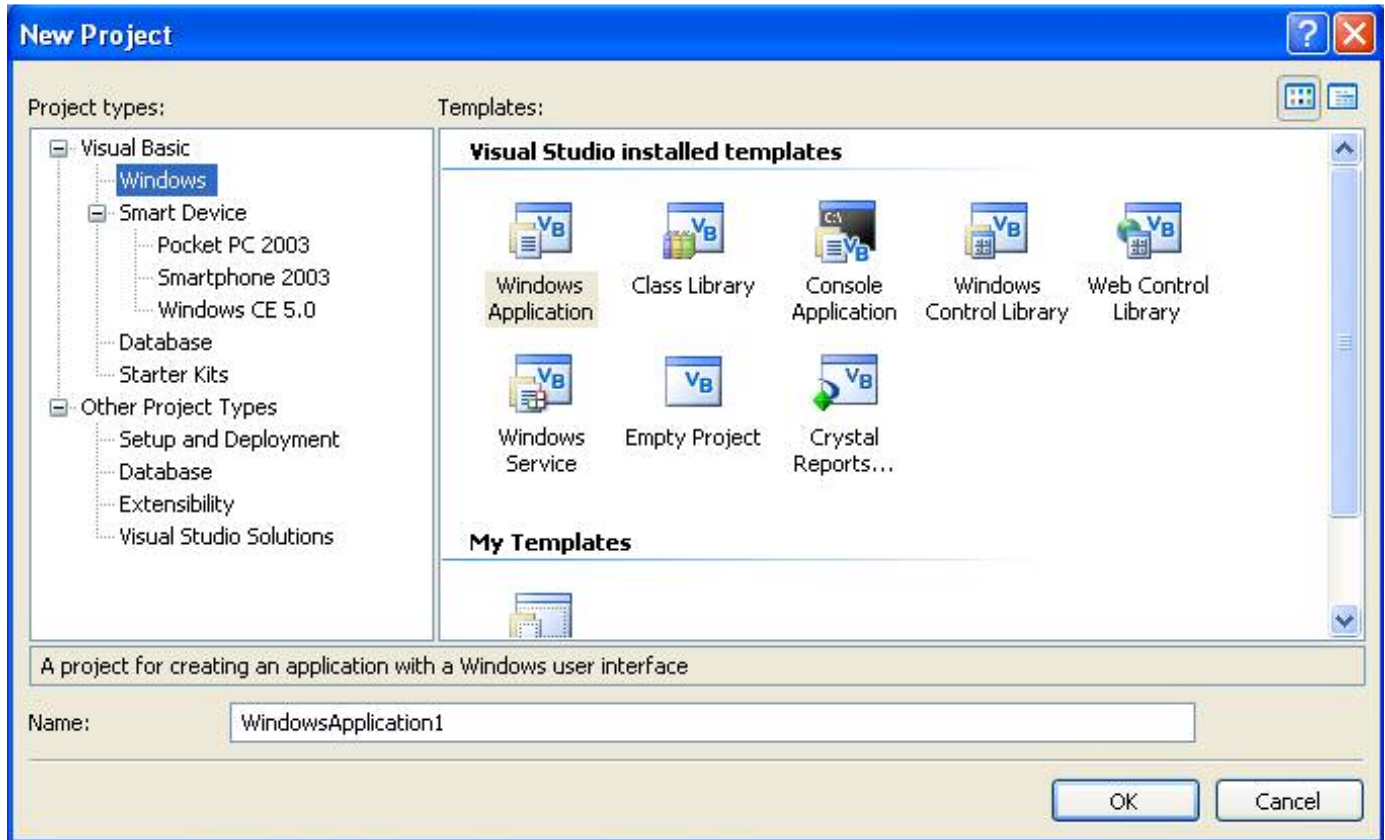 New Project
Project types:
Templates:
Visual Basic
Windows
Smart Device
Pocket PC 2003
Smartphone 2003
Windows CE 5.0
Database
Starter Kits
Other Project Types
Setup and Deployment
Database
Extensibility
Visual Studio Solutions
Visual Studio installed templates
Windows
Application
Class Library
Console
Application
Windows
Control Library
Web Control
Library
Windows
Service
Empty Project
Crystal
Reports...
My Templates
A project for creating an application with a Windows user interface
Name:
WindowsApplication1
OK
Cancel